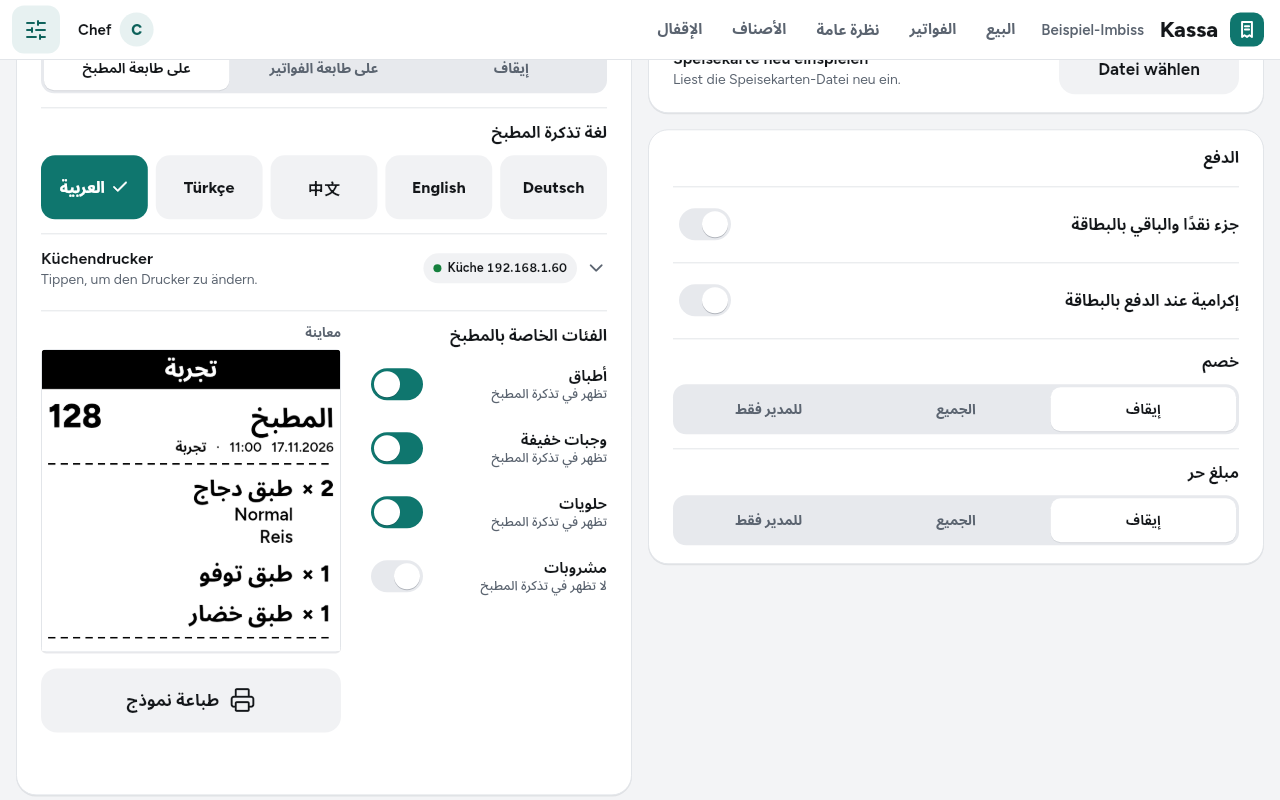 Kassa
Beispiel-Imbiss
البيع
الفواتير
نظرة عامة
الأصناف
الإقفال
C
Chef
Speisekarte neu einspielen
Liest die Speisekarten-Datei neu ein.
Datei wählen
الدفع
جزء نقدًا والباقي بالبطاقة
إكرامية عند الدفع بالبطاقة
خصم
إيقاف
الجميع
للمدير فقط
مبلغ حر
إيقاف
الجميع
للمدير فقط
إيقاف
على طابعة الفواتير
على طابعة المطبخ
لغة تذكرة المطبخ
Deutsch
English
中文
Türkçe
العربية
Küchendrucker
Tippen, um den Drucker zu ändern.
Küche 192.168.1.60
الفئات الخاصة بالمطبخ
أطباق
تظهر في تذكرة المطبخ
وجبات خفيفة
تظهر في تذكرة المطبخ
حلويات
تظهر في تذكرة المطبخ
مشروبات
لا تظهر في تذكرة المطبخ
معاينة
تجربة
المطبخ 128
17.11.2026 11:00 · تجربة
2 × طبق دجاج
Normal
Reis
1 × طبق توفو
1 × طبق خضار
طباعة نموذج